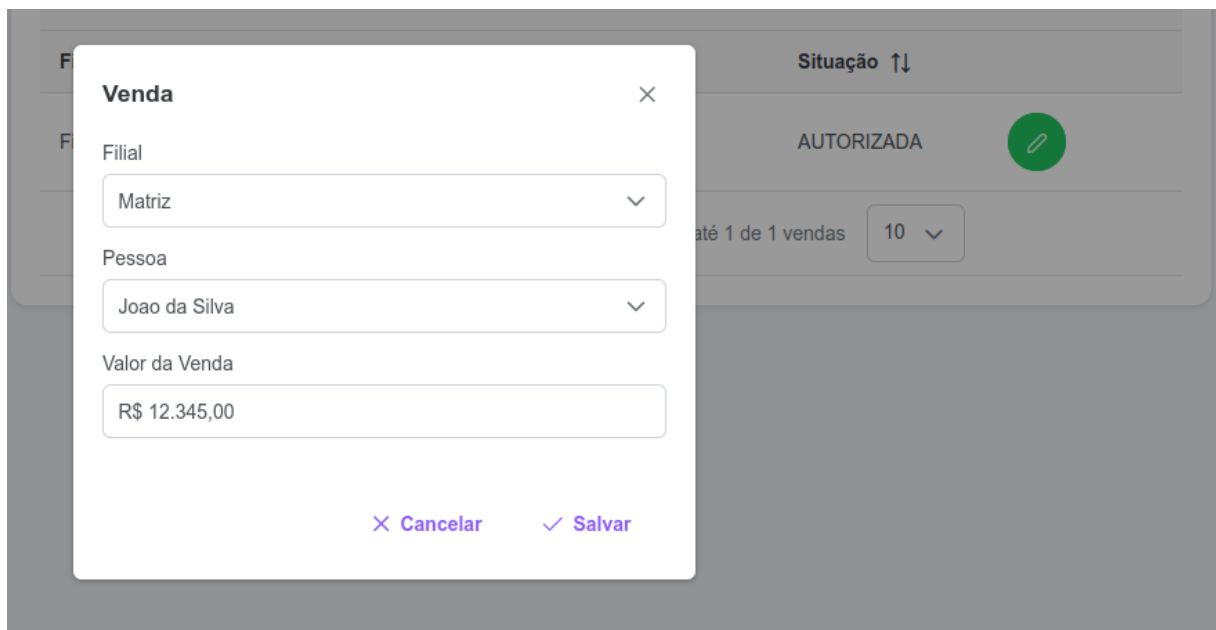 Situação
Venda
Filial
AUTORIZADA
Matriz
até 1 de 1 vendas 10
Pessoa
Joao da Silva
Valor da Venda
R$ 12.345,00
Cancelar Salvar